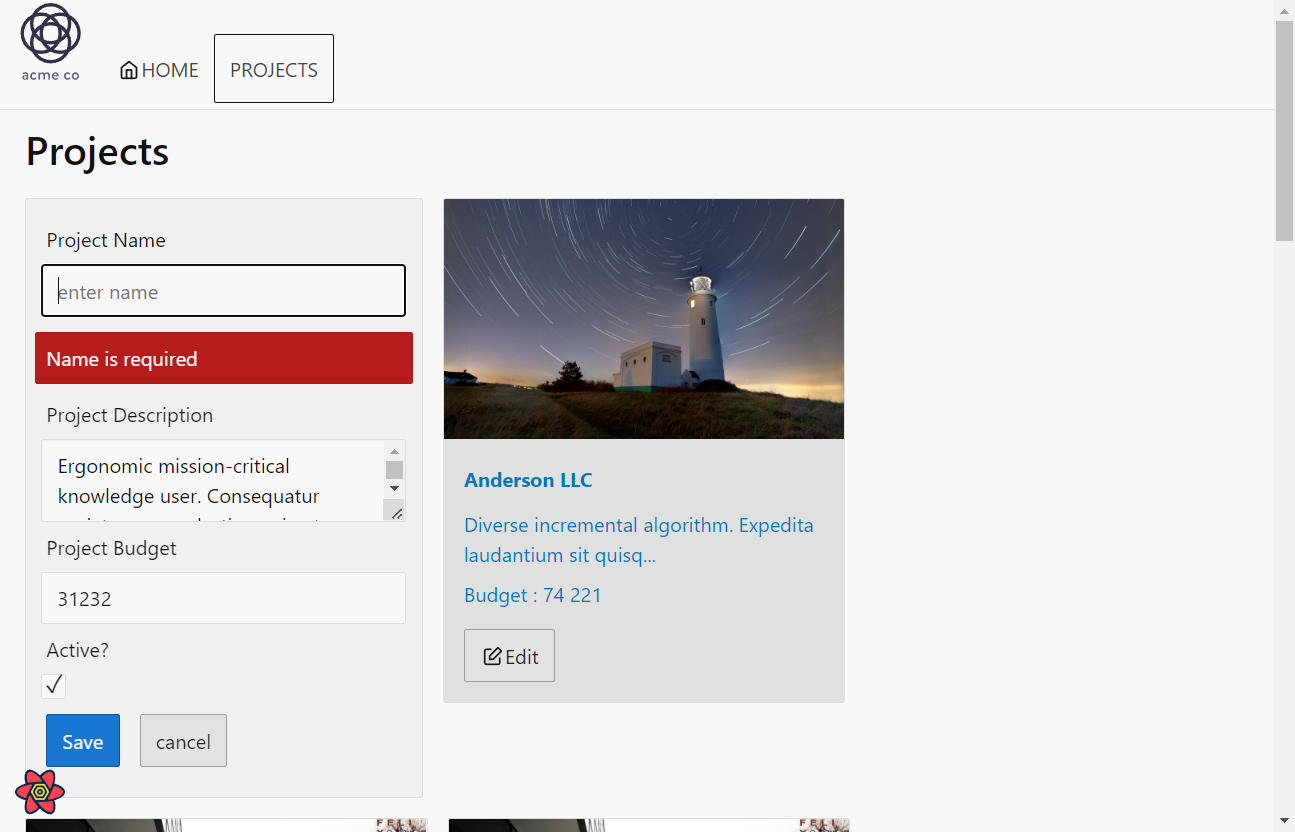 acme co
HOME
PROJECTS
Projects
Project Name
enter name
Name is required
Project Description
Ergonomic mission-critical
knowledge user. Consequatur
Project Budget
31232
Active?
Save
cancel
Anderson LLC
Diverse incremental algorithm. Expedita
laudantium sit quisq...
Budget : 74 221
Edit